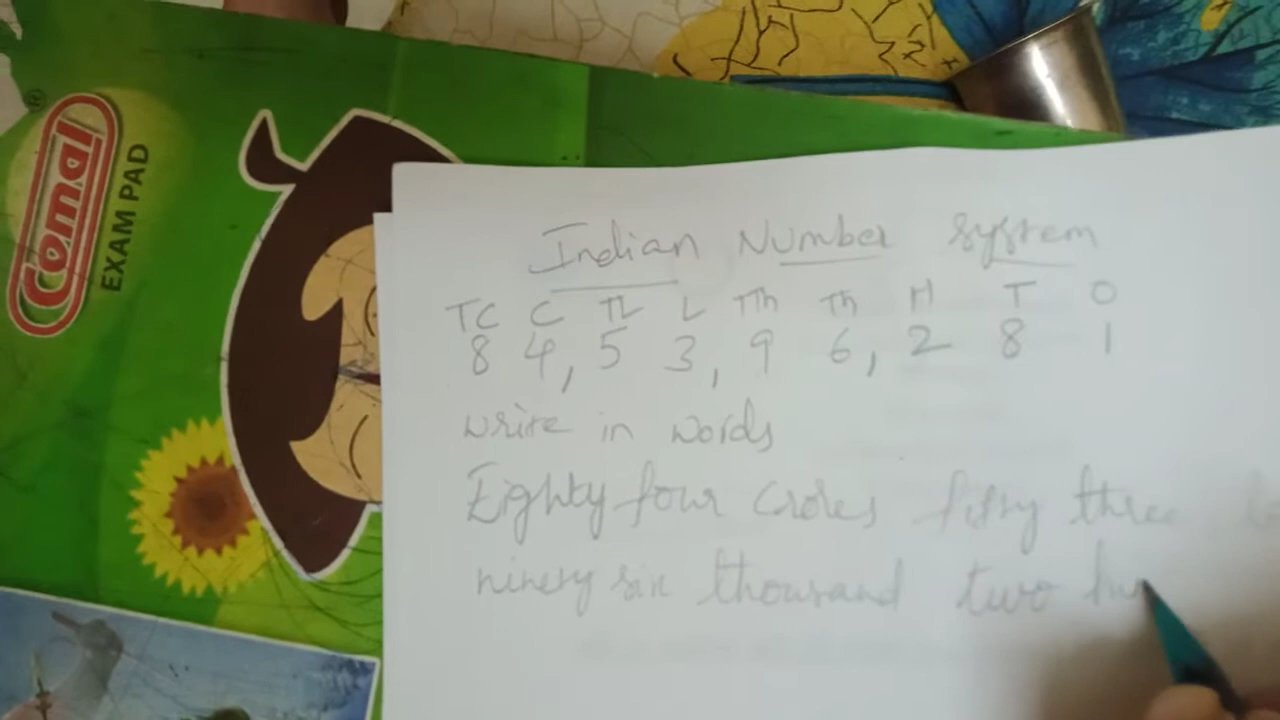 Comal®
EXAM PAD
Indian Number System
TC C TL L Tth Th H T O
8 4, 5 3, 9 6, 2 8 1
write in words
Eighty four crores fifty three
ninety six thousand two